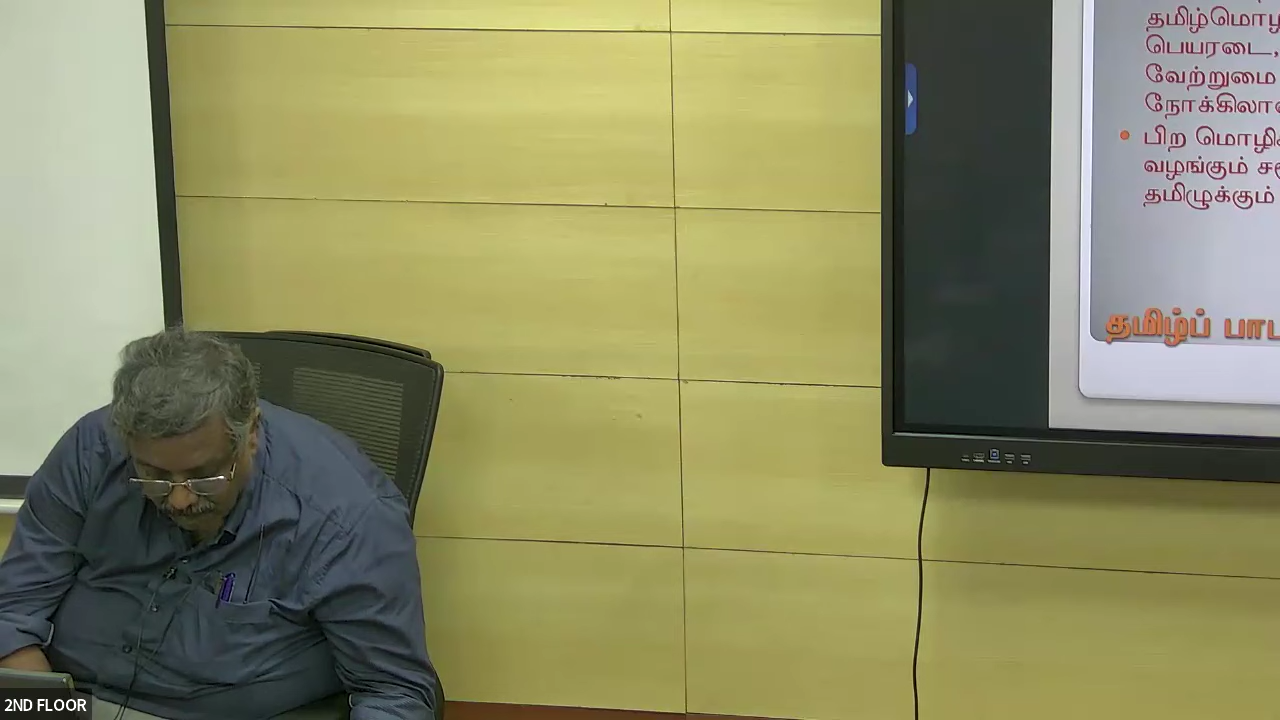 தமிழ்மொழ
பெயரடை,
வேற்றுமை
நோக்கிலா
பிற மொழி
வழங்கும்
தமிழுக்கும்
தமிழ்ப் பாட
2ND FLOOR